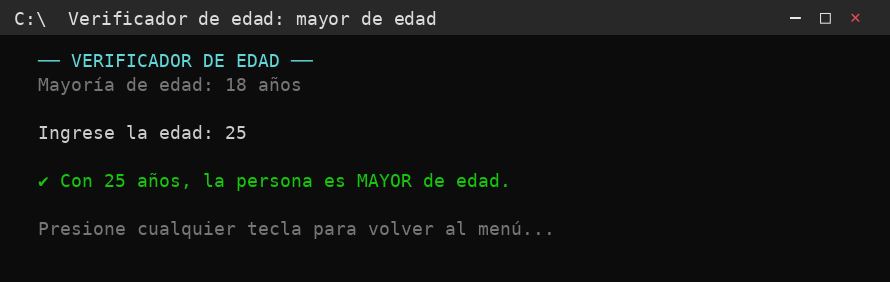 C:\ Verificador de edad: mayor de edad
── VERIFICADOR DE EDAD ──
Mayoría de edad: 18 años
Ingrese la edad: 25
✔ Con 25 años, la persona es MAYOR de edad.
Presione cualquier tecla para volver al menú...